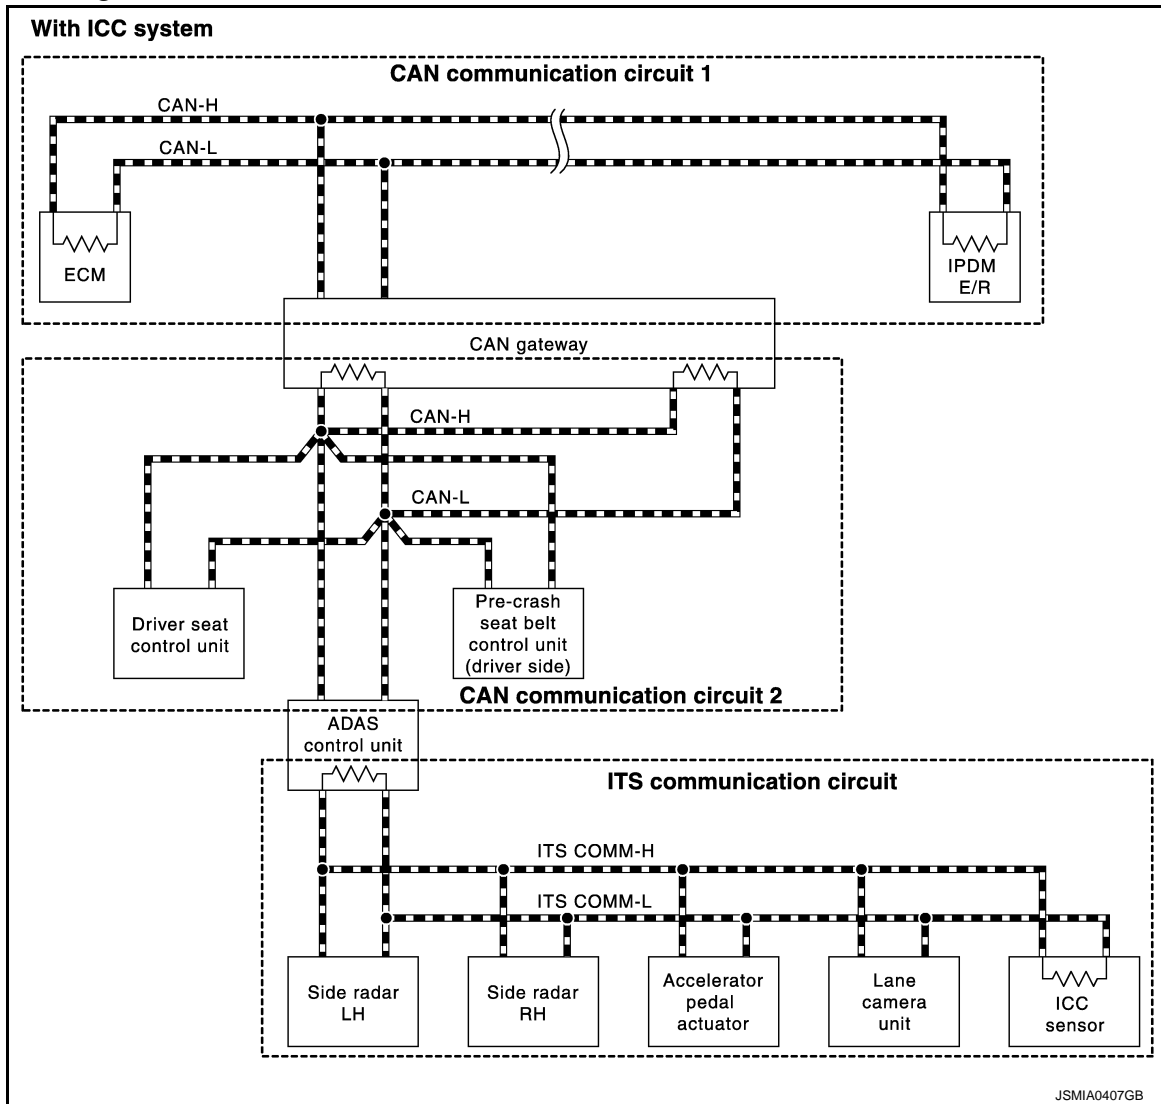 With ICC system
CAN communication circuit 1
CAN-H
CAN-L
ECM
IPDM
E/R
CAN gateway
CAN-H
CAN-L
Driver seat
control unit
Pre-crash
seat belt
control unit
(driver side)
CAN communication circuit 2
ADAS
control unit
ITS communication circuit
ITS COMM-H
ITS COMM-L
Side radar
LH
Side radar
RH
Accelerator
pedal
actuator
Lane
camera
unit
ICC
sensor
JSMIA0407GB